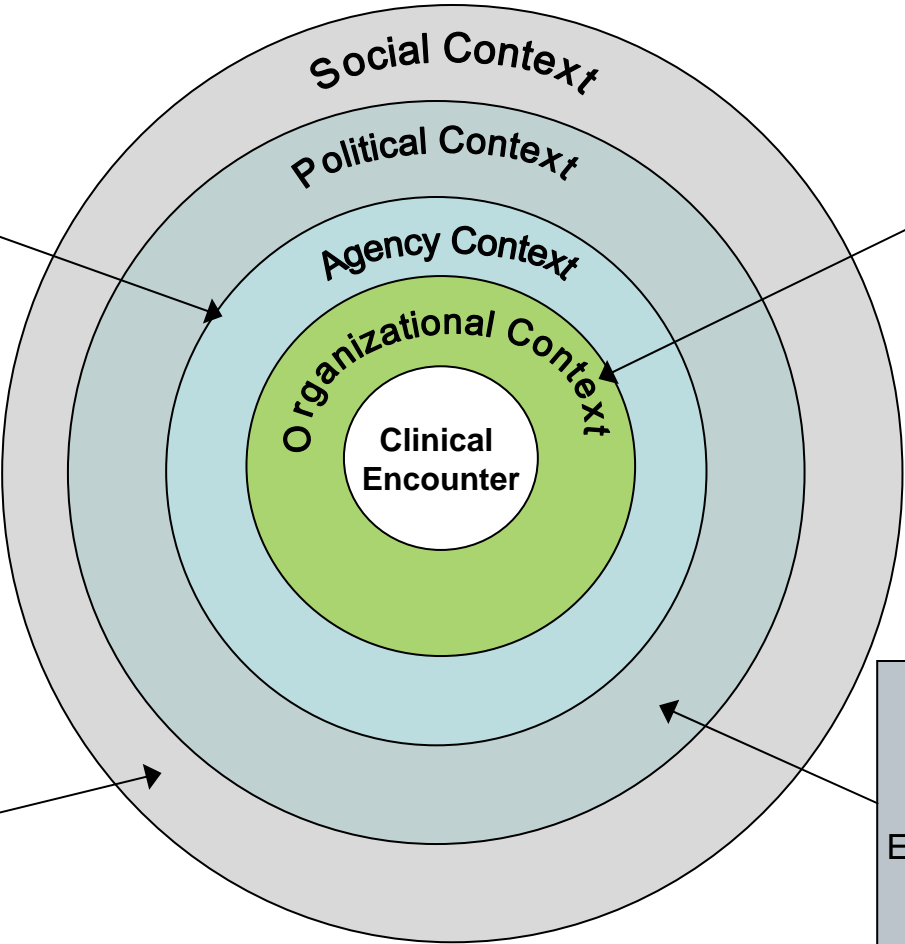 Social Context
Political Context
Agency Context
Organizational Context
Clinical
Encounter
E